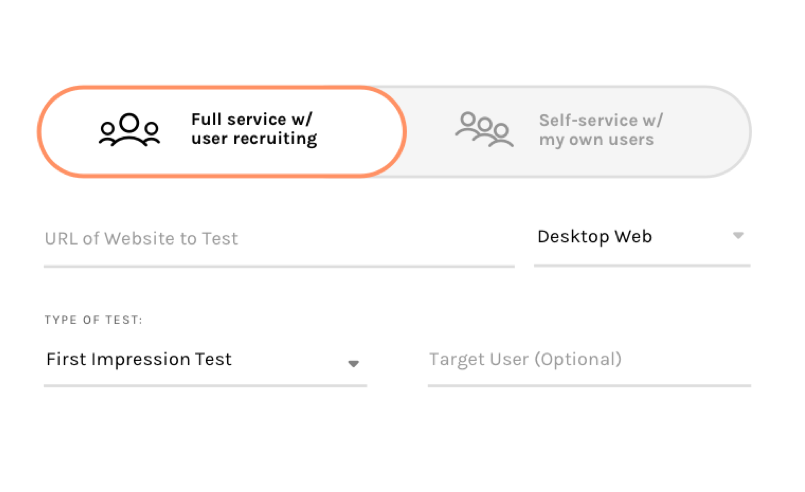 Full service w/
user recruiting
Self-service w/
my own users
URL of Website to Test
Desktop Web
TYPE OF TEST:
First Impression Test
Target User (Optional)